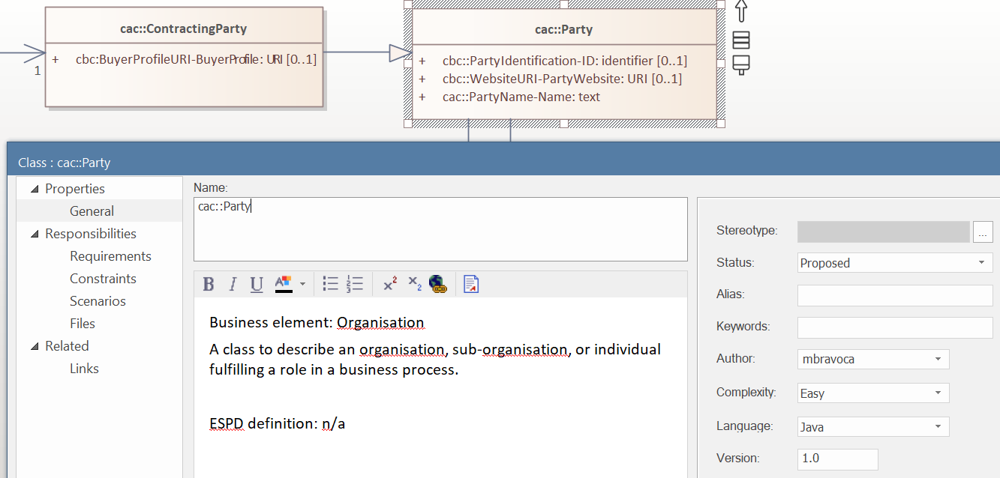 cac::ContractingParty
+ cbc:BuyerProfileURI-BuyerProfile: URI [0..1]
1
cac::Party
+ cbc::PartyIdentification-ID: identifier [0..1]
+ cbc::WebsiteURI-PartyWebsite: URI [0..1]
+ cac::PartyName-Name: text
Class : cac::Party
Properties
General
Responsibilities
Requirements
Constraints
Scenarios
Files
Related
Links
Name:
cac::Party
B I U A x² x₂
Business element: Organisation
A class to describe an organisation, sub-organisation, or individual
fulfilling a role in a business process.
ESPD definition: n/a
Stereotype: ...
Status: Proposed
Alias:
Keywords:
Author: mbravoca
Complexity: Easy
Language: Java
Version: 1.0